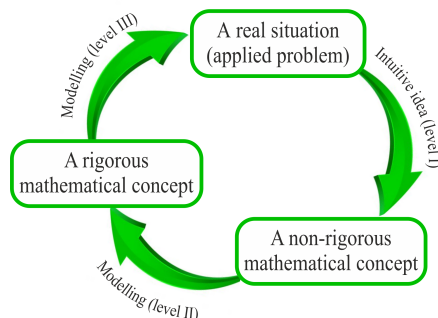 A real situation
(applied problem)
Intuitive idea (level I)
A non-rigorous
mathematical concept
Modelling (level II)
A rigorous
mathematical concept
Modelling (level III)